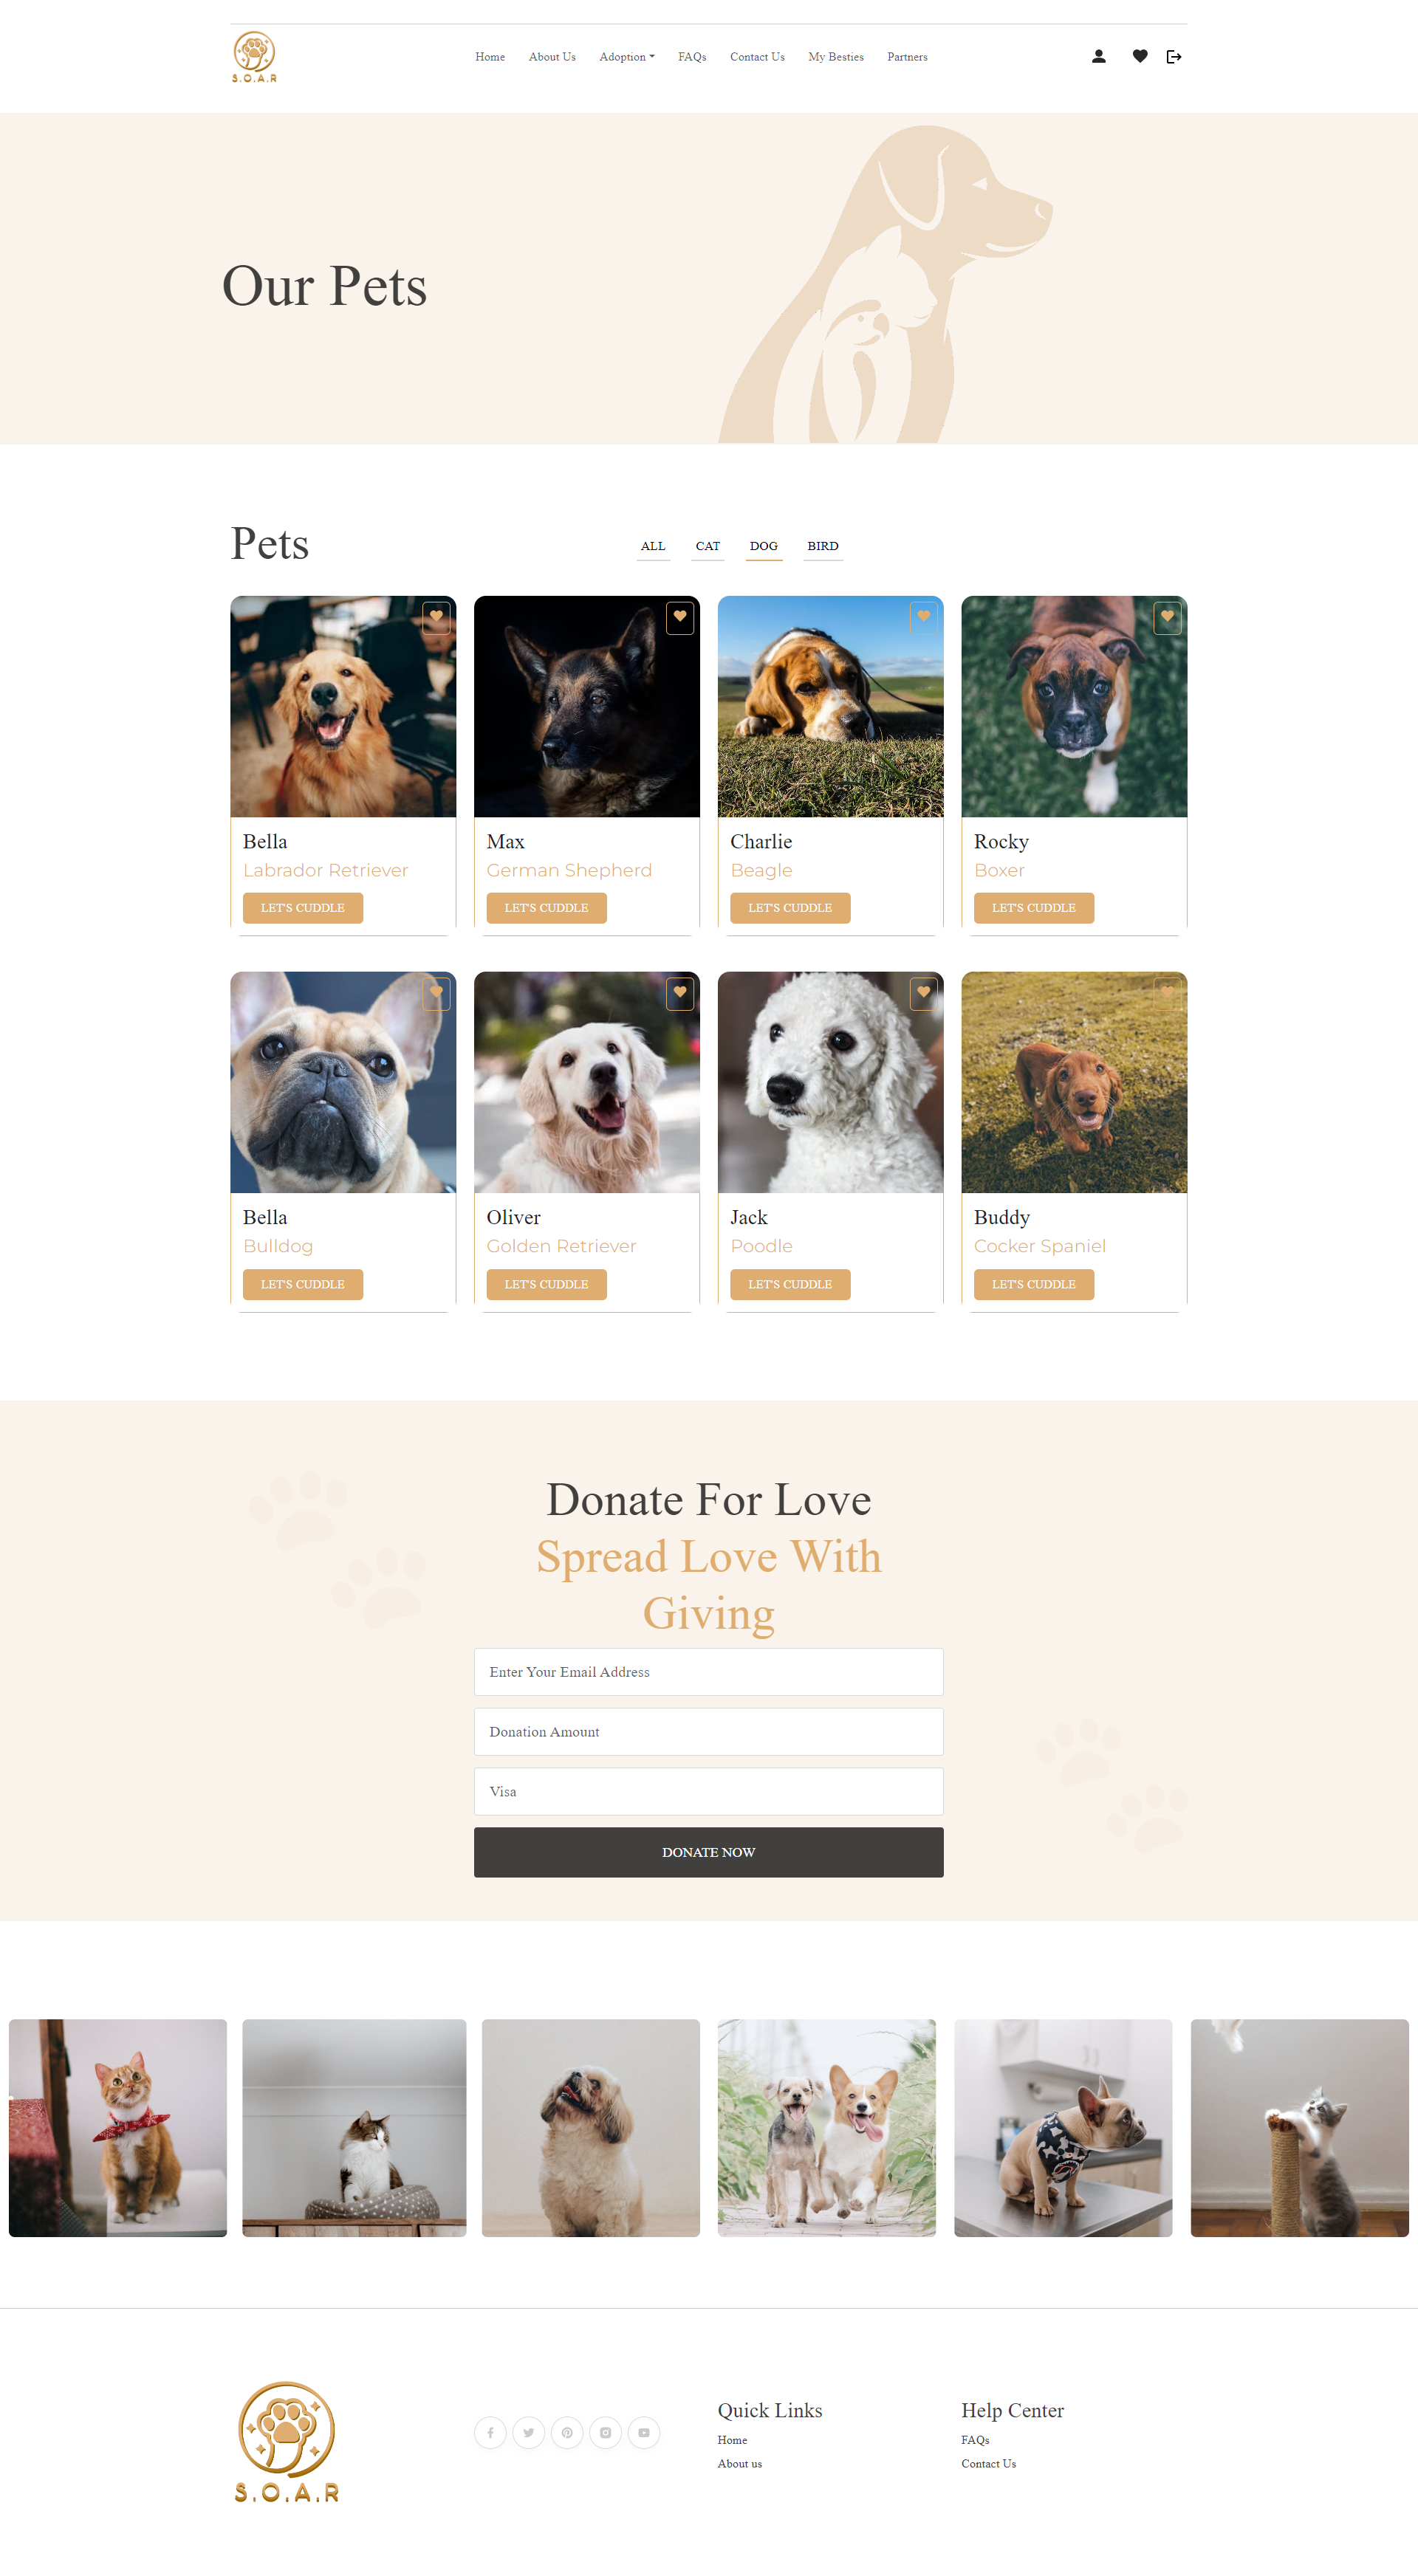 S.O.A.R
Home About Us Adoption FAQs Contact Us My Besties Partners
Our Pets
Pets
ALL CAT DOG BIRD
Bella
Labrador Retriever
LET'S CUDDLE
Max
German Shepherd
LET'S CUDDLE
Charlie
Beagle
LET'S CUDDLE
Rocky
Boxer
LET'S CUDDLE
Bella
Bulldog
LET'S CUDDLE
Oliver
Golden Retriever
LET'S CUDDLE
Jack
Poodle
LET'S CUDDLE
Buddy
Cocker Spaniel
LET'S CUDDLE
Donate For Love
Spread Love With
Giving
Enter Your Email Address
Donation Amount
Visa
DONATE NOW
S.O.A.R
Quick Links
Home
About us
Help Center
FAQs
Contact Us